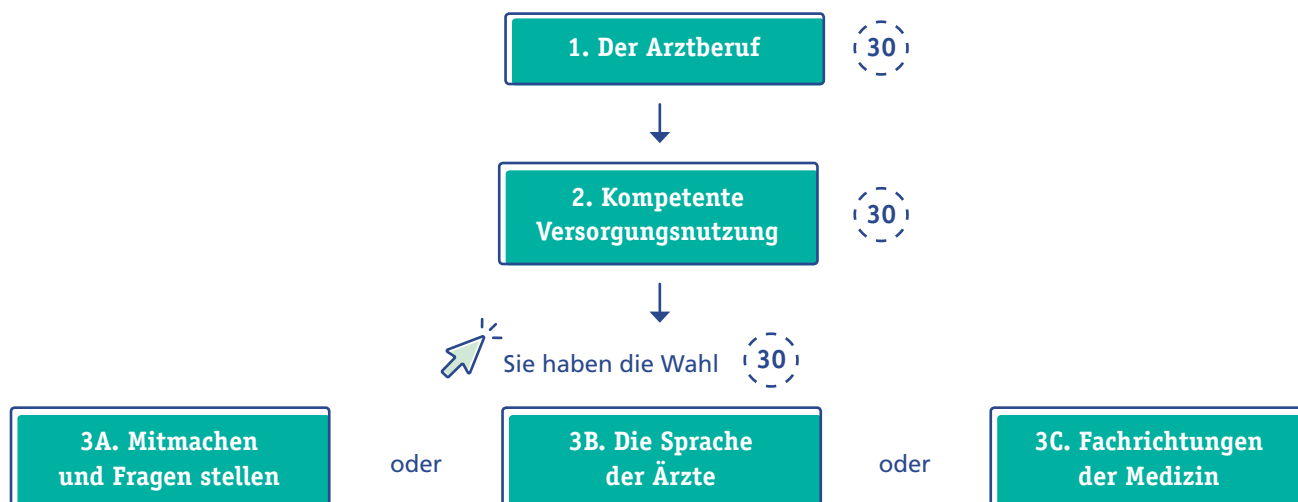 1. Der Arztberuf
30
2. Kompetente
Versorgungsnutzung
30
Sie haben die Wahl
30
3A. Mitmachen
und Fragen stellen
oder
3B. Die Sprache
der Ärzte
oder
3C. Fachrichtungen
der Medizin